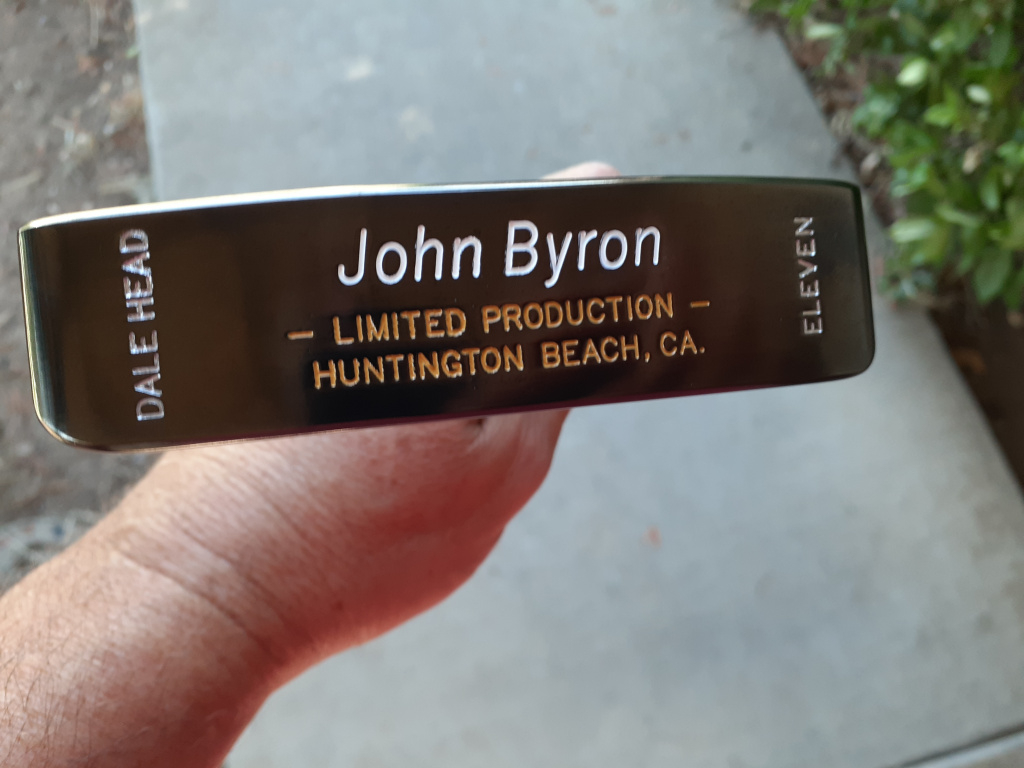 DALE HEAD
John Byron
– LIMITED PRODUCTION –
HUNTINGTON BEACH, CA.
ELEVEN